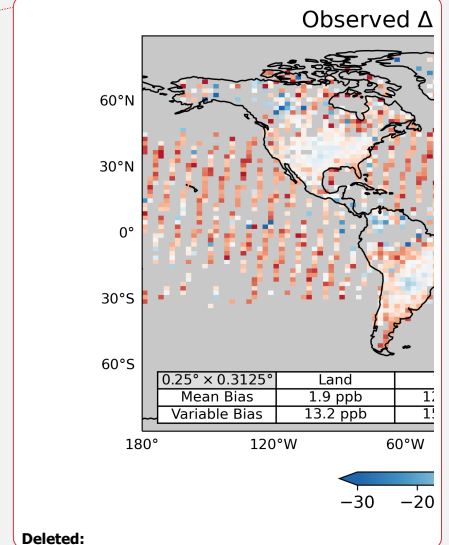 Observed Δ
60°N
30°N
0°
30°S
60°S
0.25° × 0.3125° Land
Mean Bias 1.9 ppb
Variable Bias 13.2 ppb
180° 120°W 60°W
−30 −20
Deleted: